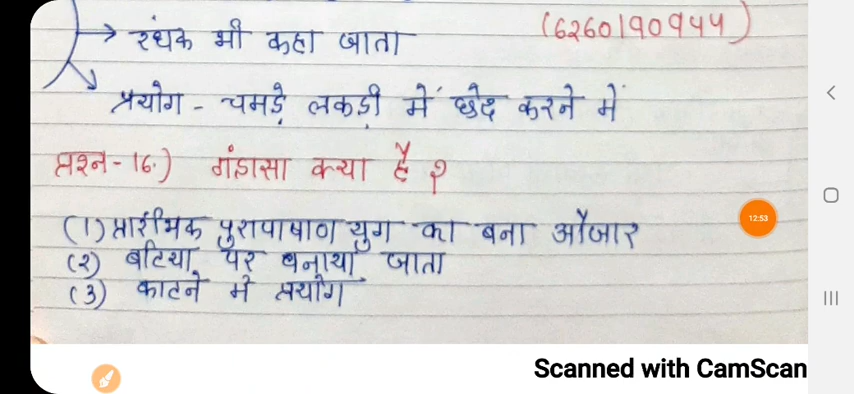 → रंधक भी कहा जाता (6260190944)
प्रयोग - चमड़े लकड़ी में छेद करने में
प्रश्न-16.) गंडासा क्या है ?
(1) प्रारंभिक पुरापाषाण युग का बना औजार
(२) बटिया पर बनाया जाता
(3) काटने में प्रयोग
12:53
Scanned with CamScan